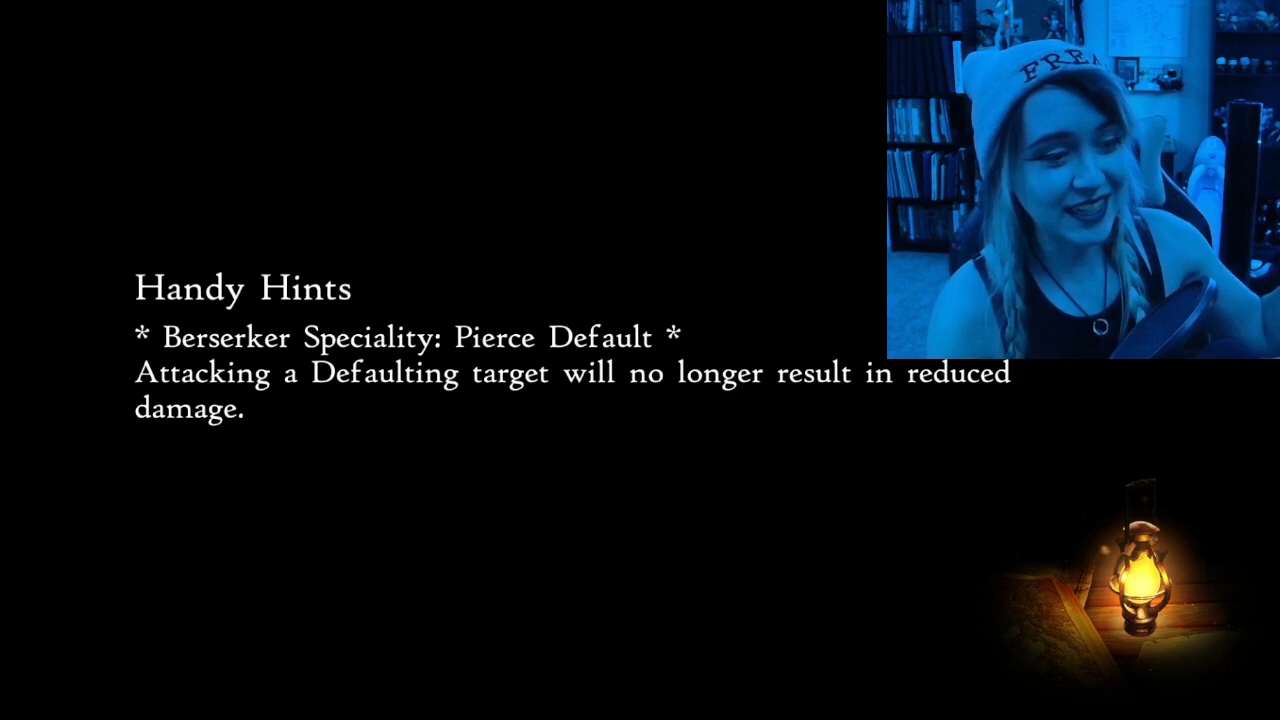 FREA
Handy Hints
* Berserker Speciality: Pierce Default *
Attacking a Defaulting target will no longer result in reduced
damage.